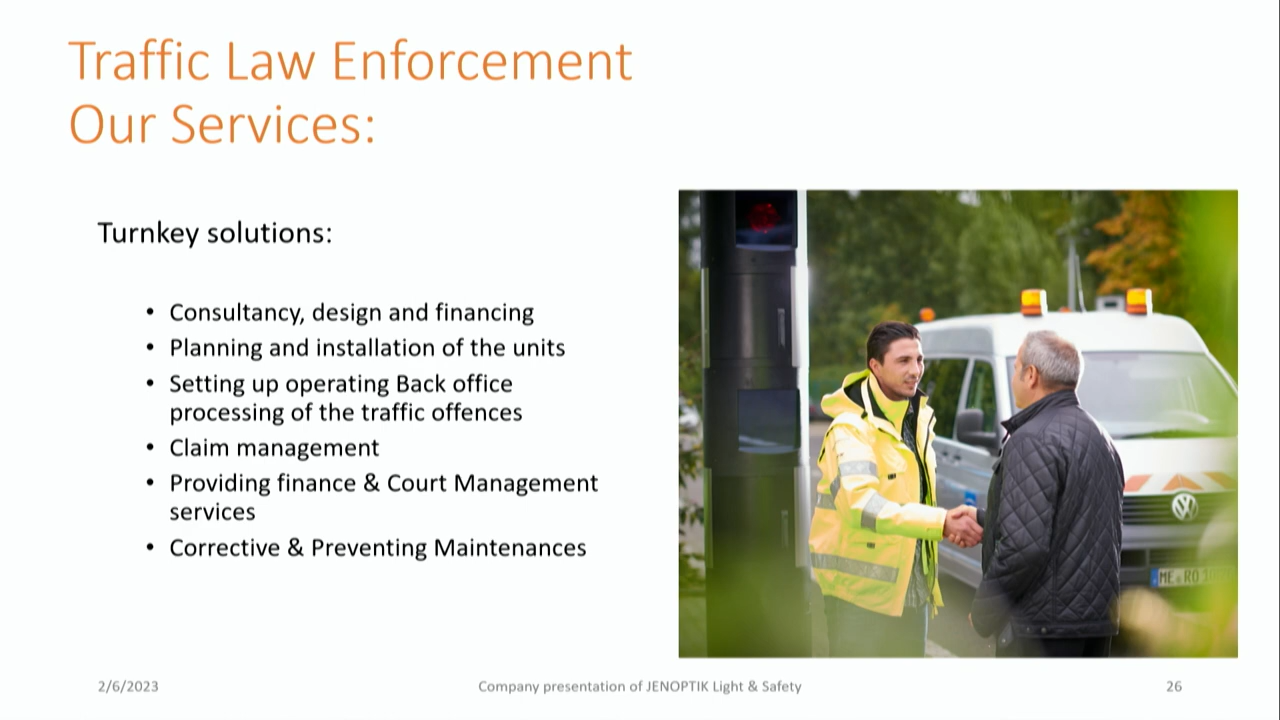 Traffic Law Enforcement
Our Services:
Turnkey solutions:
• Consultancy, design and financing
• Planning and installation of the units
• Setting up operating Back office
processing of the traffic offences
• Claim management
• Providing finance & Court Management
services
• Corrective & Preventing Maintenances
ME RO
2/6/2023
Company presentation of JENOPTIK Light & Safety
26